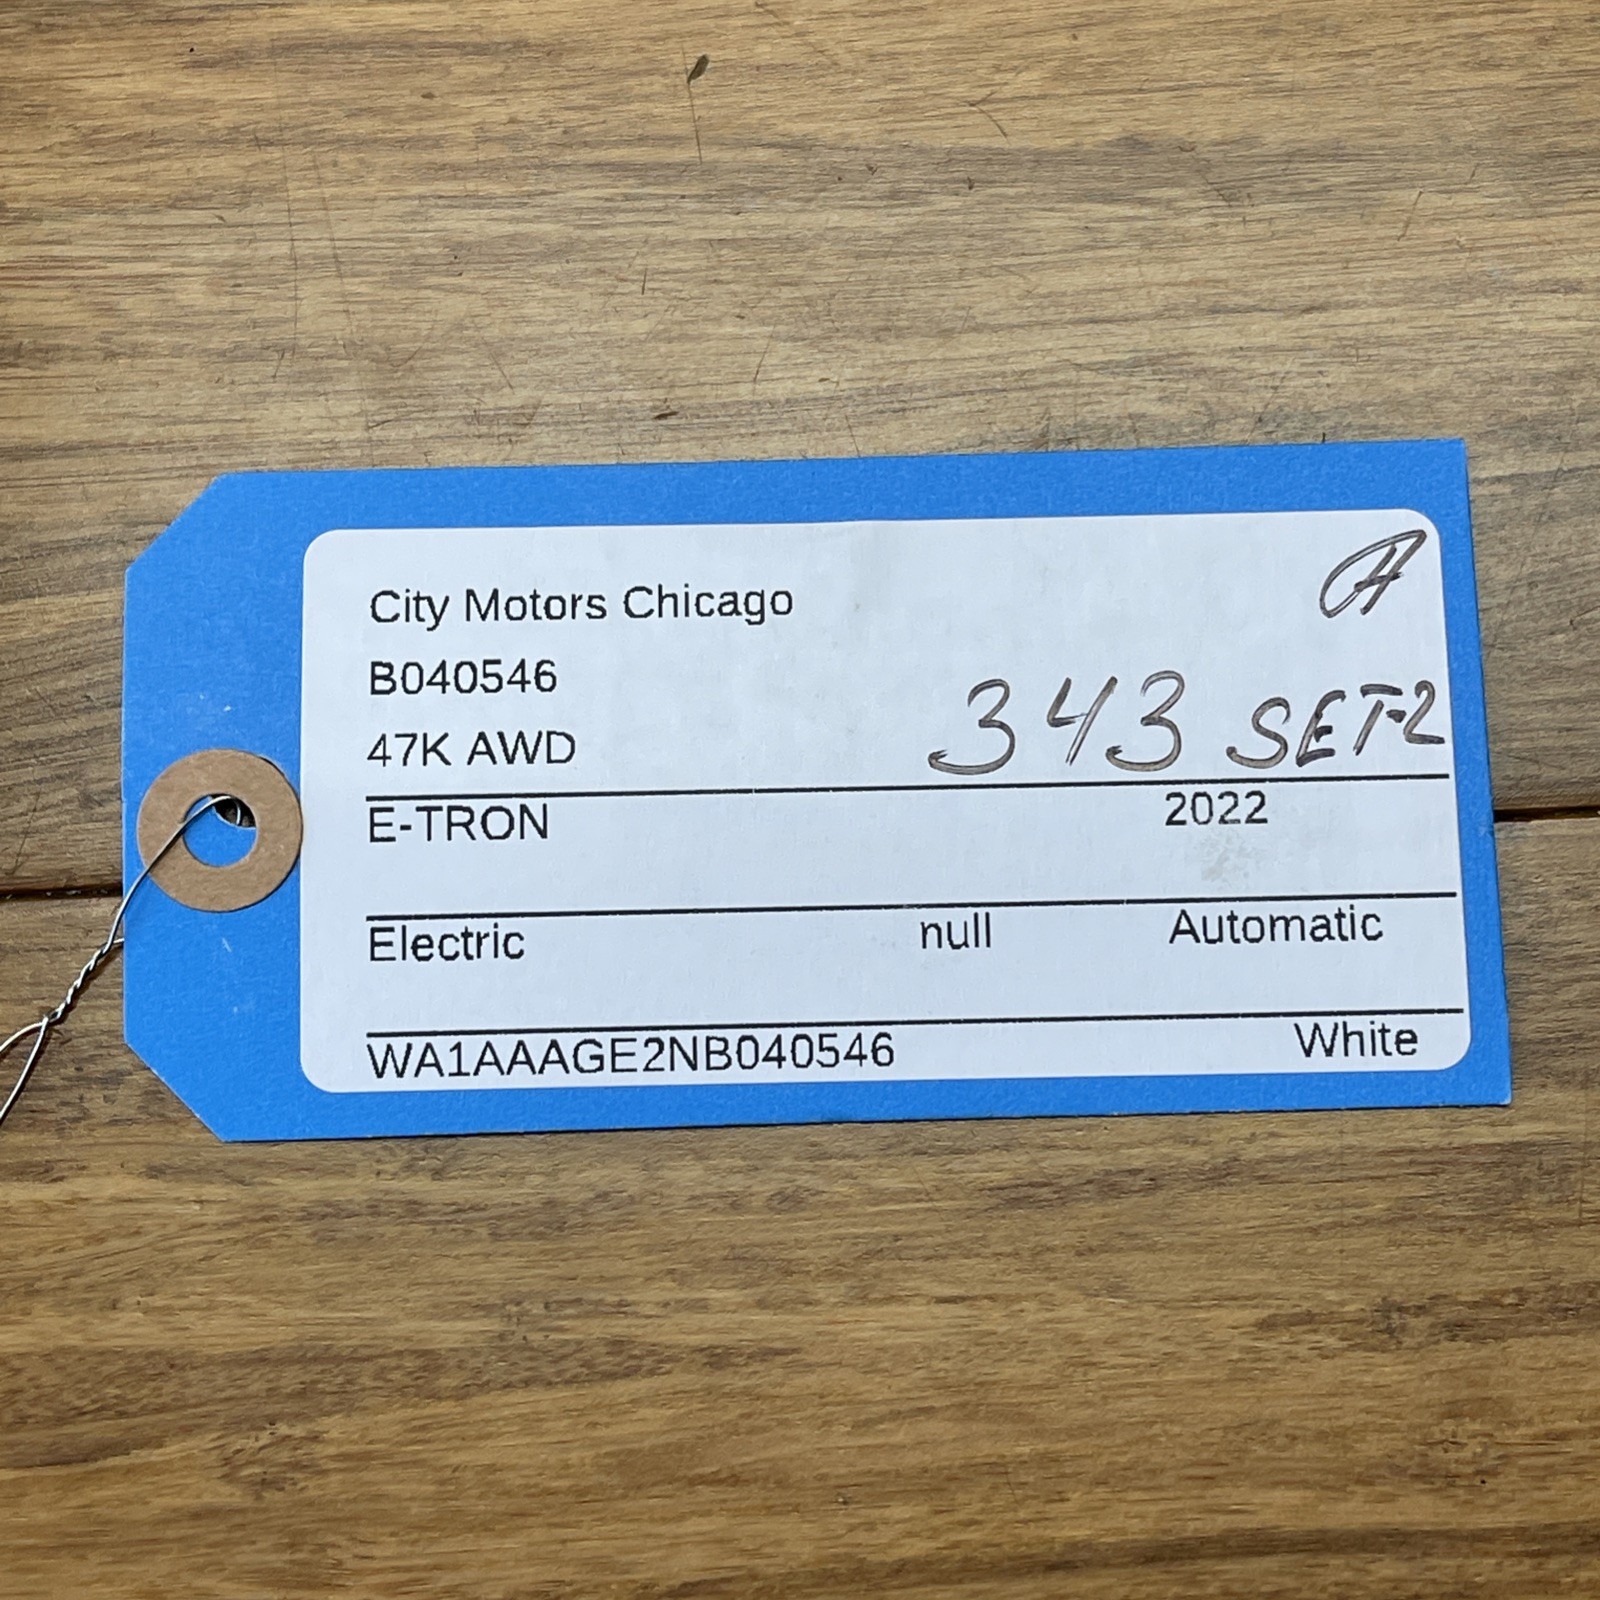 City Motors Chicago
A
B040546
47K AWD 343 SET-2
E-TRON 2022
Electric null Automatic
WA1AAAGE2NB040546 White